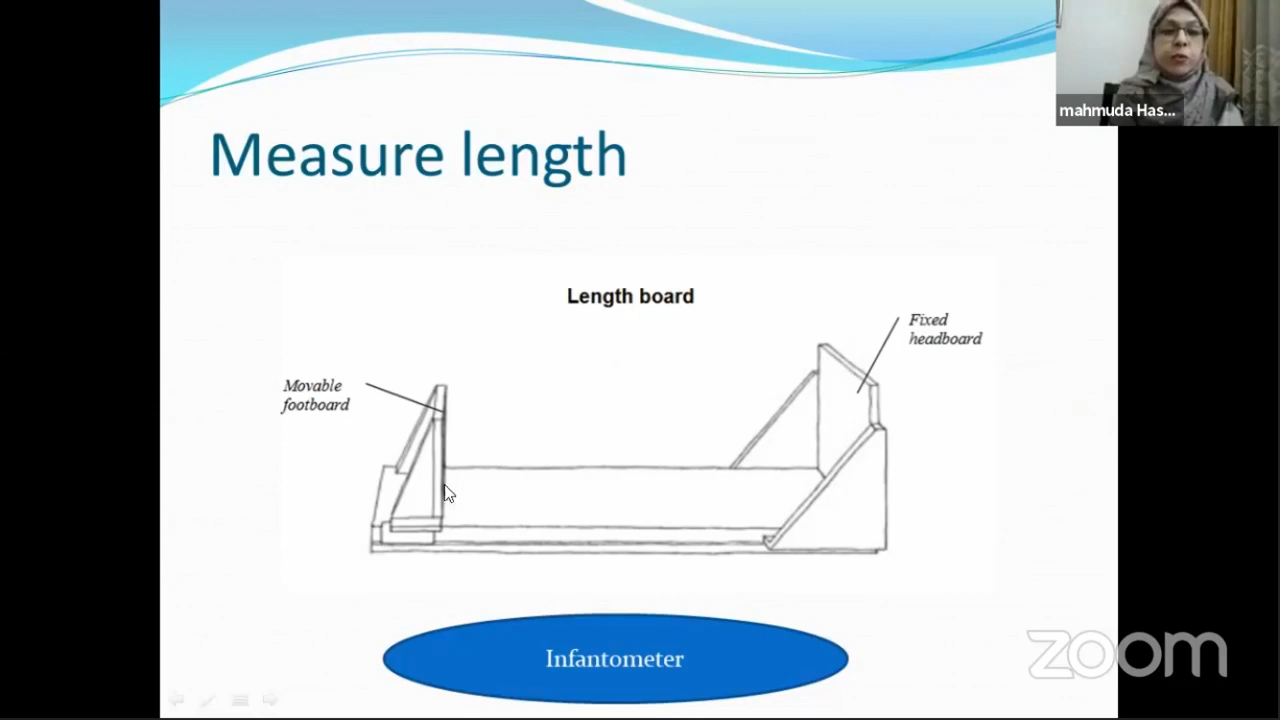 mahmuda Has...
Measure length
Length board
Fixed
headboard
Movable
footboard
Infantometer
zoom